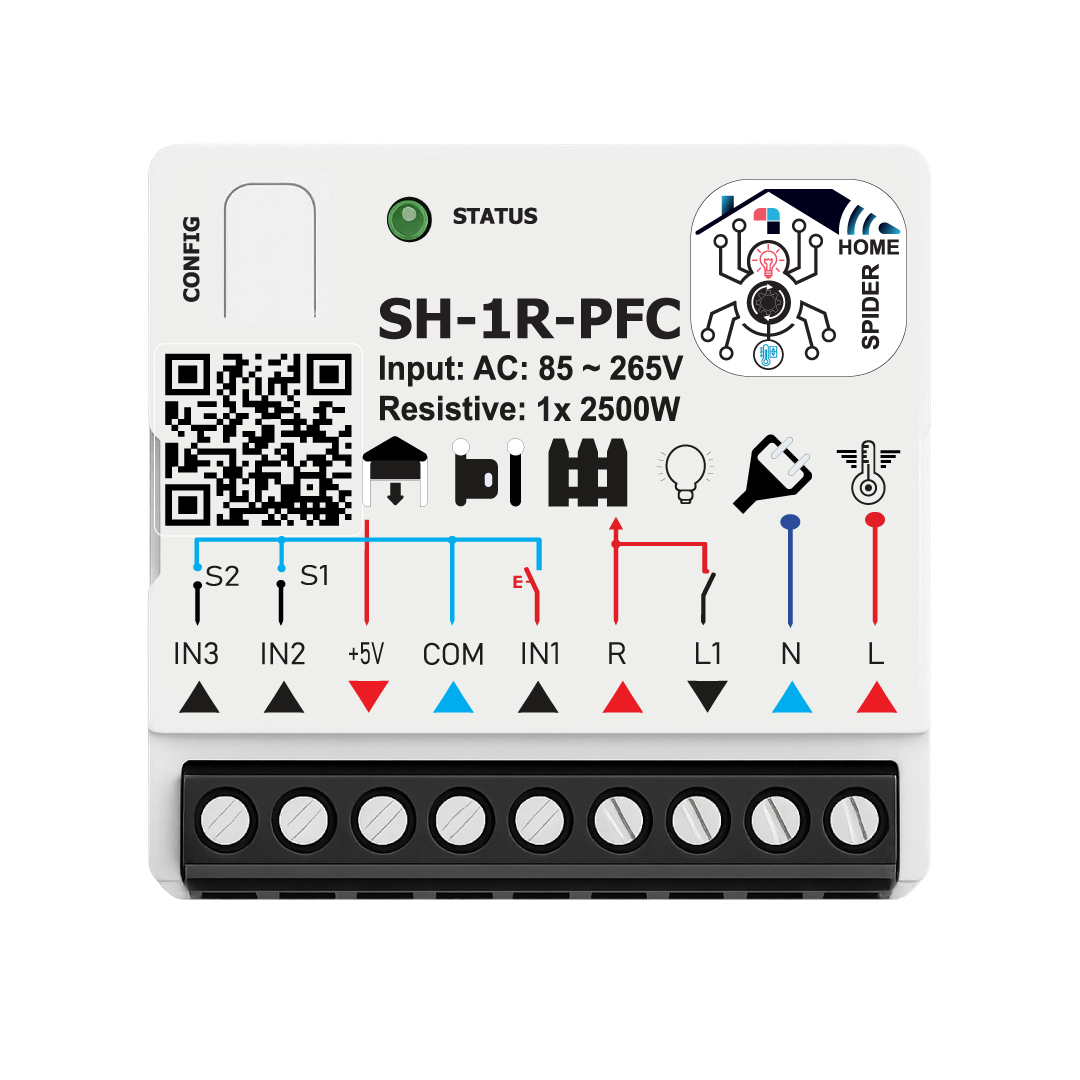 CONFIG
STATUS
HOME
SPIDER
SH-1R-PFC
Input: AC: 85 ~ 265V
Resistive: 1x 2500W
S2
S1
E
IN3 IN2 +5V COM IN1 R L1 N L